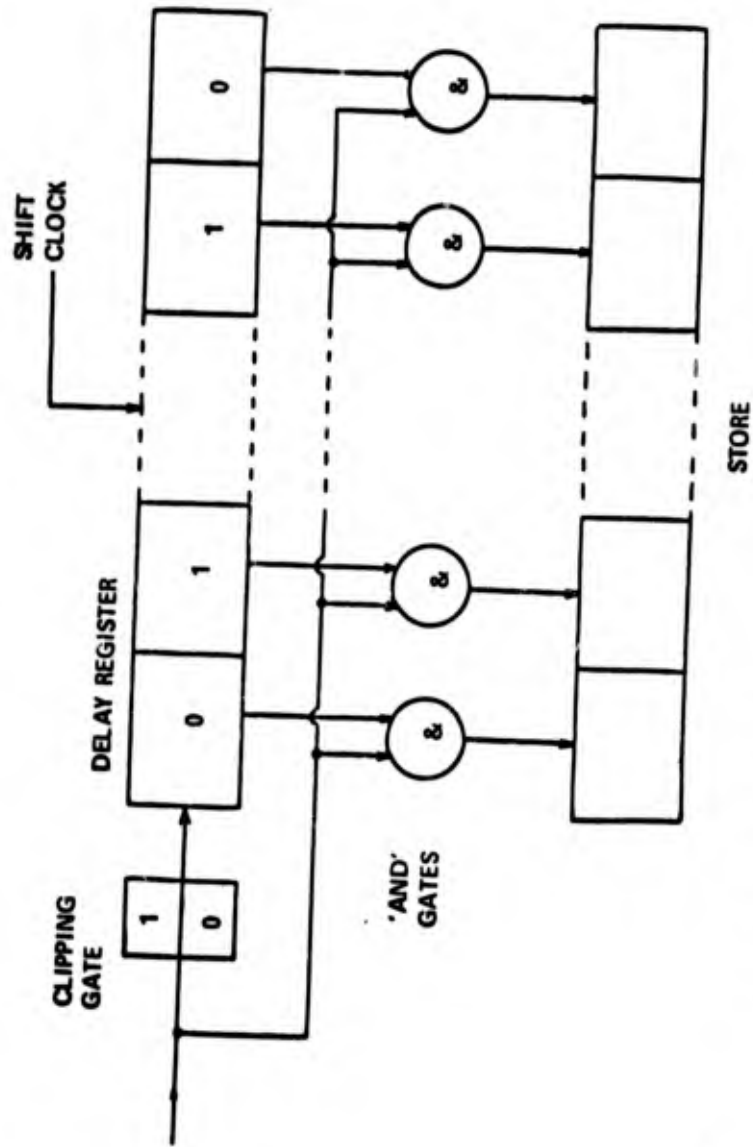 SHIFT
CLOCK
DELAY REGISTER
CLIPPING
GATE
1
0
0
1
1
0
'AND'
GATES
&
&
&
&
STORE